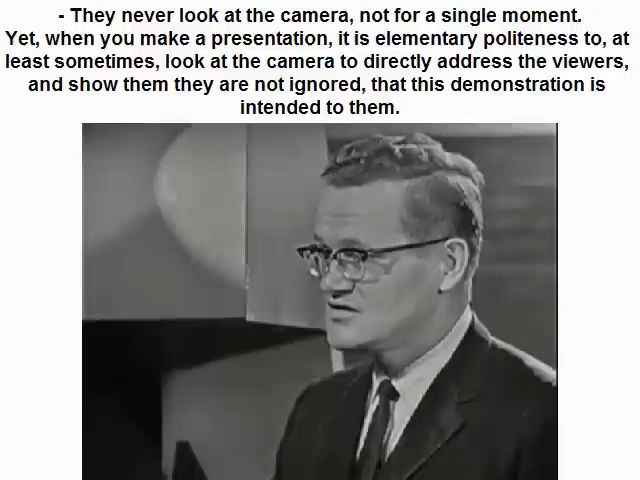 - They never look at the camera, not for a single moment.
Yet, when you make a presentation, it is elementary politeness to, at
least sometimes, look at the camera to directly address the viewers,
and show them they are not ignored, that this demonstration is
intended to them.